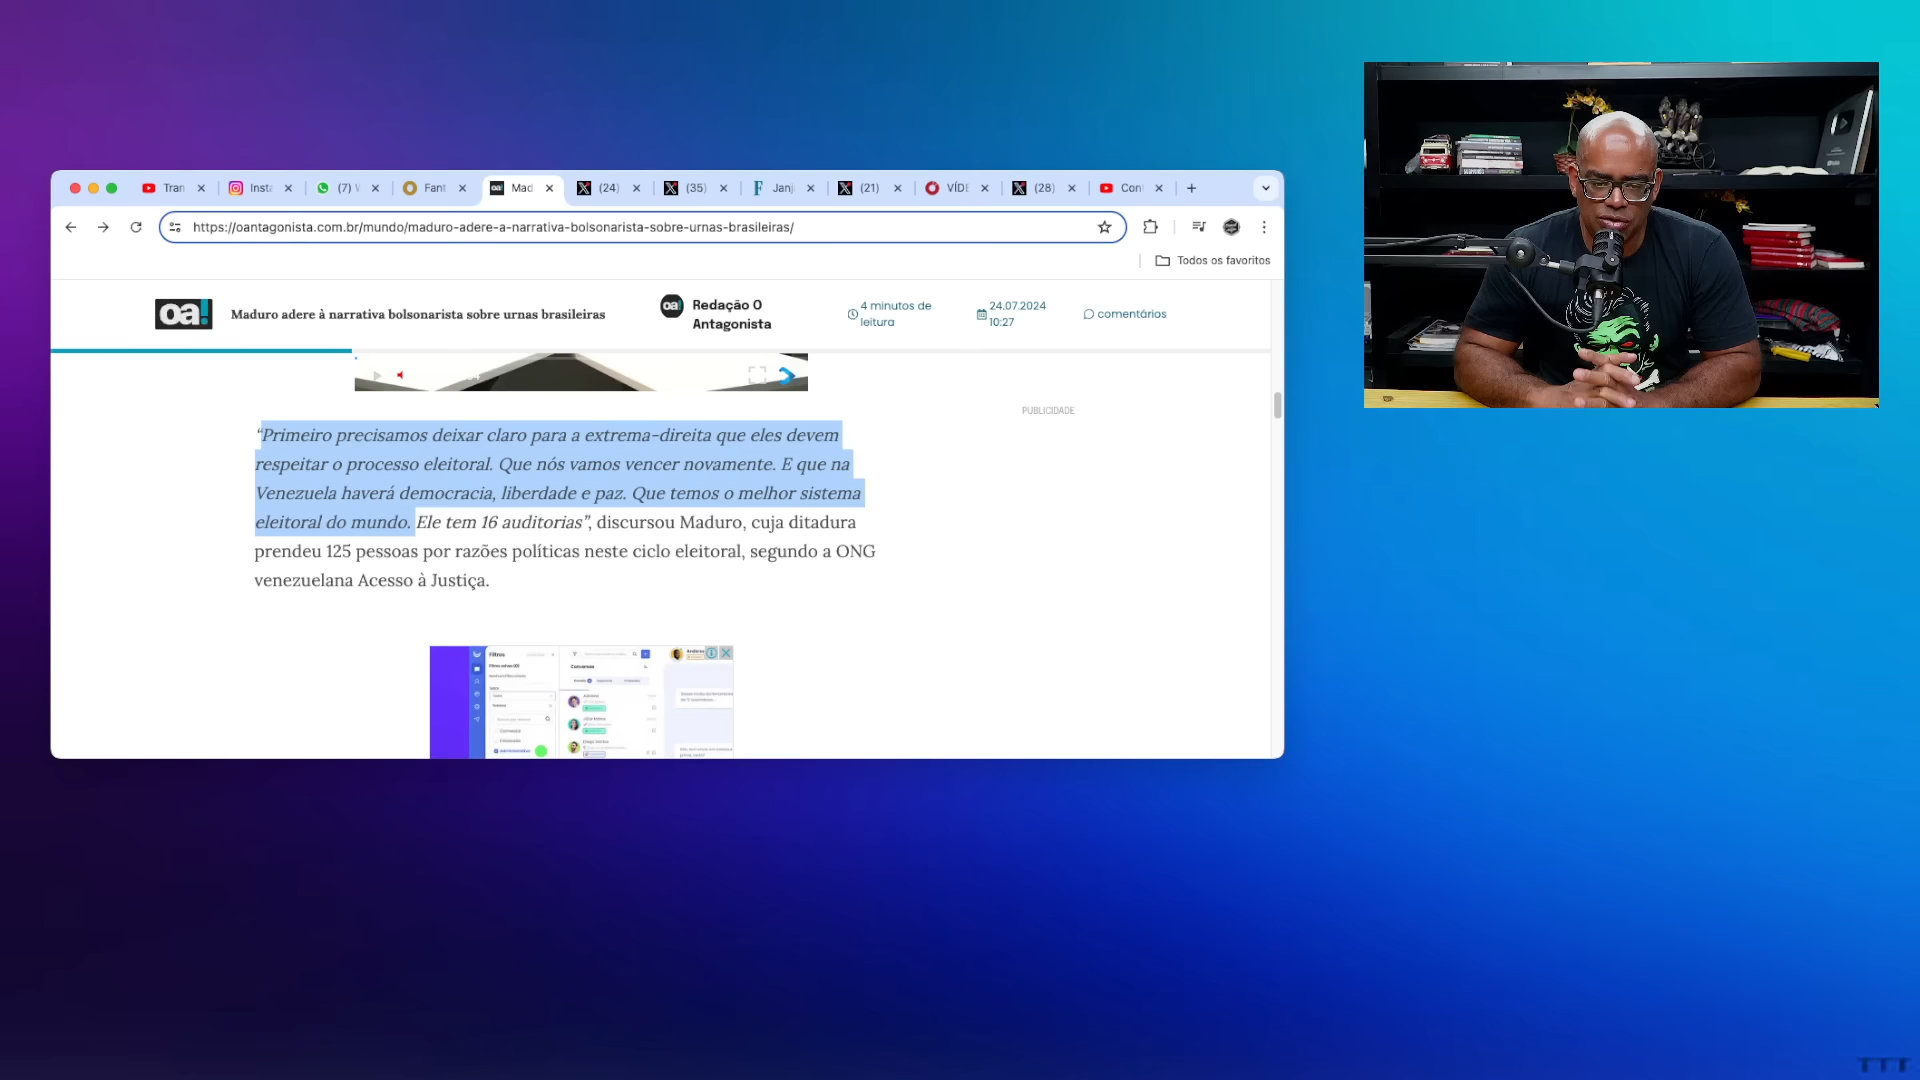 Tran
Insta
(7) W
Fant
Mad
(24)
(35)
Janj
(21)
VÍDE
(28)
Con
https://oantagonista.com.br/mundo/maduro-adere-a-narrativa-bolsonarista-sobre-urnas-brasileiras/
Todos os favoritos
oa!
Maduro adere à narrativa bolsonarista sobre urnas brasileiras
oa!
Redação O
Antagonista
4 minutos de
leitura
24.07.2024
10:27
comentários
PUBLICIDADE
“Primeiro precisamos deixar claro para a extrema-direita que eles devem
respeitar o processo eleitoral. Que nós vamos vencer novamente. E que na
Venezuela haverá democracia, liberdade e paz. Que temos o melhor sistema
eleitoral do mundo. Ele tem 16 auditorias”, discursou Maduro, cuja ditadura
prendeu 125 pessoas por razões políticas neste ciclo eleitoral, segundo a ONG
venezuelana Acesso à Justiça.
Filtros
Conversas
TTT